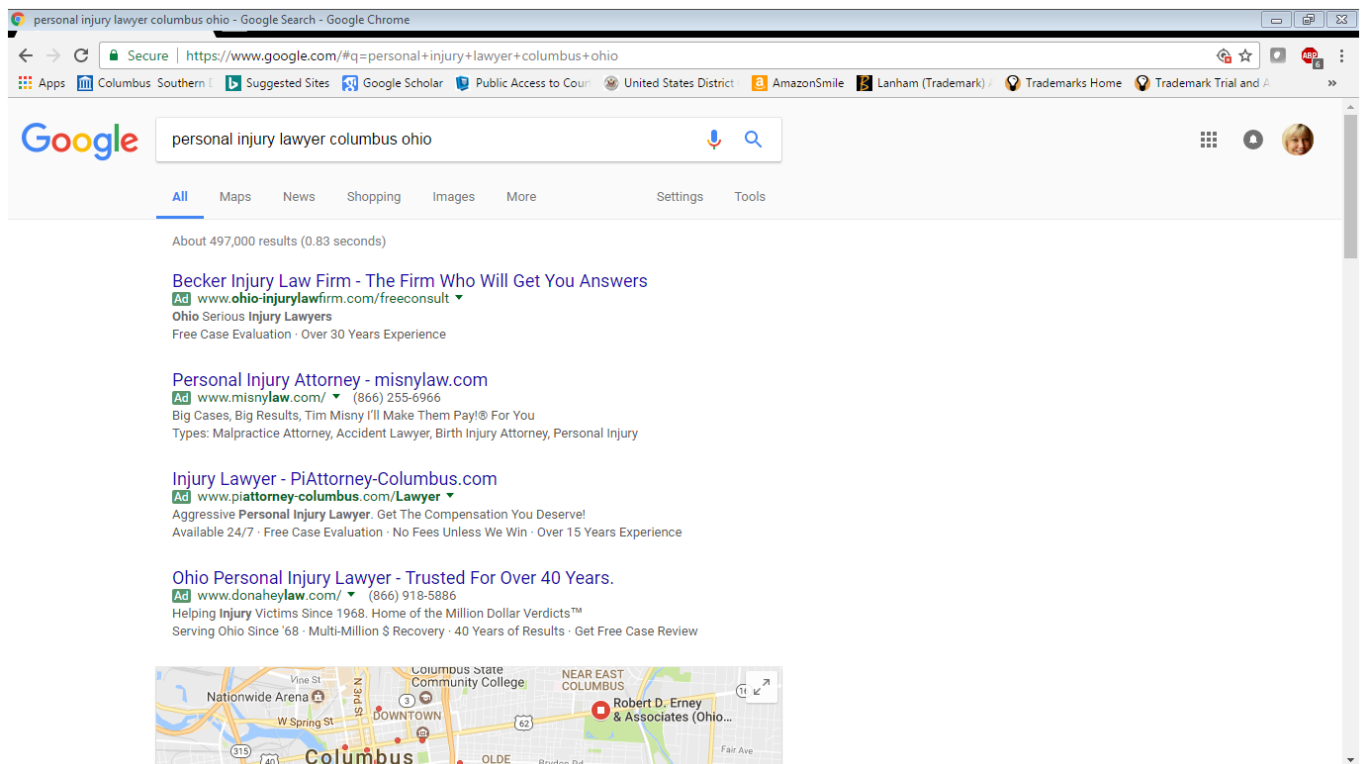 personal injury lawyer columbus ohio - Google Search - Google Chrome
Secure | https://www.google.com/#q=personal+injury+lawyer+columbus+ohio
ABP
6
Apps Columbus Southern Suggested Sites Google Scholar Public Access to Cour United States District AmazonSmile Lanham (Trademark) Trademarks Home Trademark Trial and A »
Google
personal injury lawyer columbus ohio
All Maps News Shopping Images More Settings Tools
About 497,000 results (0.83 seconds)
Becker Injury Law Firm - The Firm Who Will Get You Answers
Ad www.ohio-injurylawfirm.com/freeconsult
Ohio Serious Injury Lawyers
Free Case Evaluation · Over 30 Years Experience
Personal Injury Attorney - misnylaw.com
Ad www.misnylaw.com/ (866) 255-6966
Big Cases, Big Results, Tim Misny I'll Make Them Pay!® For You
Types: Malpractice Attorney, Accident Lawyer, Birth Injury Attorney, Personal Injury
Injury Lawyer - PiAttorney-Columbus.com
Ad www.piattorney-columbus.com/Lawyer
Aggressive Personal Injury Lawyer. Get The Compensation You Deserve!
Available 24/7 · Free Case Evaluation · No Fees Unless We Win · Over 15 Years Experience
Ohio Personal Injury Lawyer - Trusted For Over 40 Years.
Ad www.donaheylaw.com/ (866) 918-5886
Helping Injury Victims Since 1968. Home of the Million Dollar Verdicts™
Serving Ohio Since '68 · Multi-Million $ Recovery · 40 Years of Results · Get Free Case Review
Columbus State
Community College
Vine St
N 3rd St
NEAR EAST
COLUMBUS
Nationwide Arena
3
Robert D. Erney
& Associates (Ohio...
W Spring St
DOWNTOWN
62
315
40
Columbus
OLDE
Fair Ave